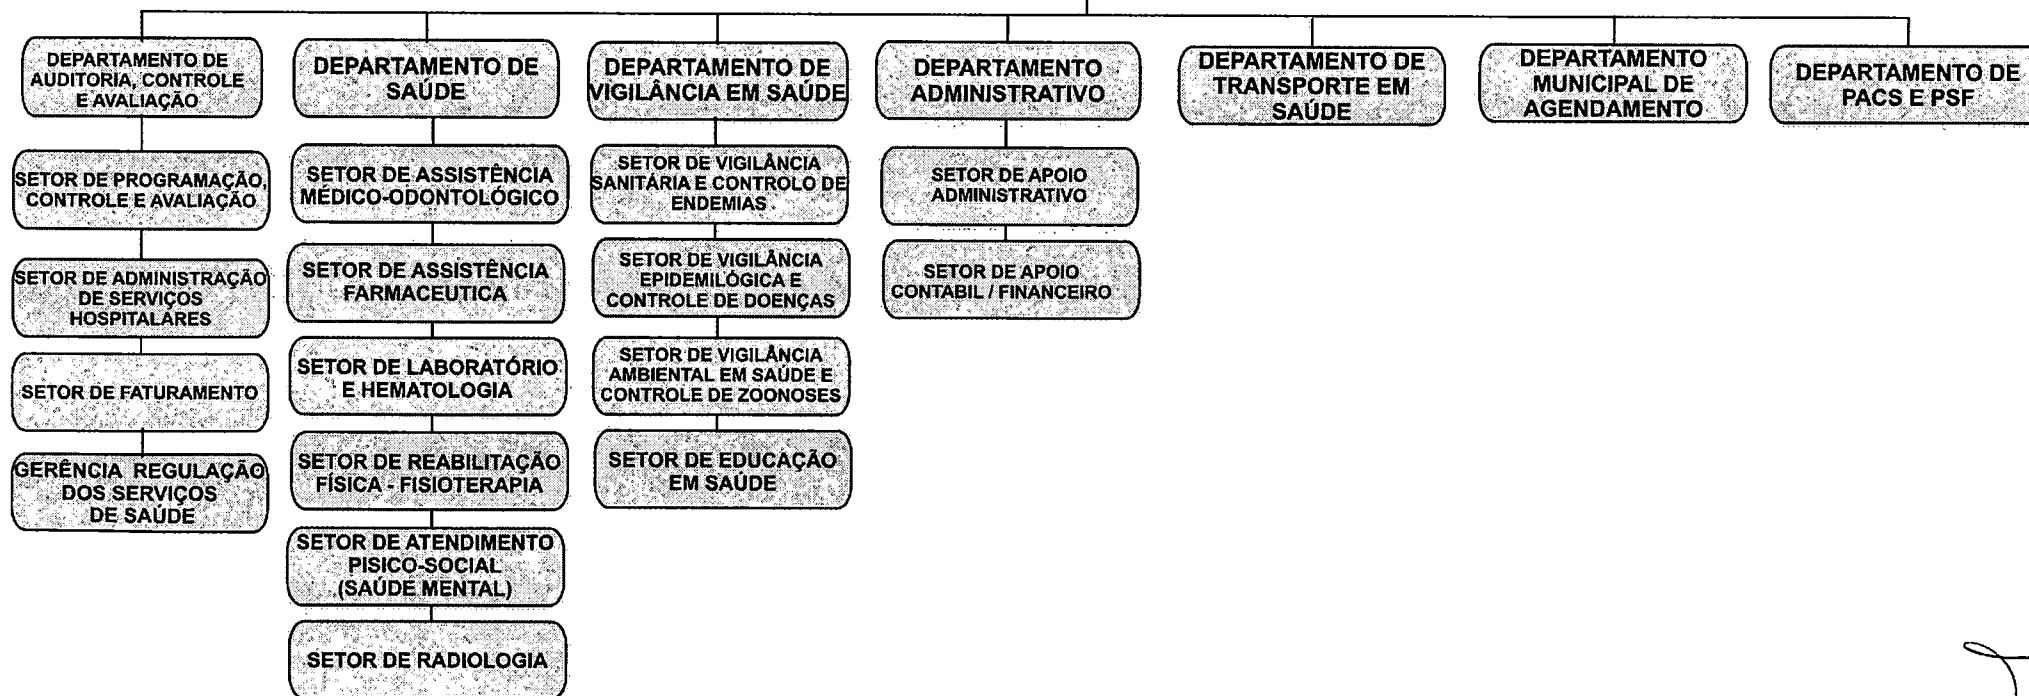 DEPARTAMENTO DE
AUDITORIA, CONTROLE
E AVALIAÇÃO
SETOR DE PROGRAMAÇÃO,
CONTROLE E AVALIAÇÃO
SETOR DE ADMINISTRAÇÃO
DE SERVIÇOS
HOSPITALARES
SETOR DE FATURAMENTO
GERÊNCIA REGULAÇÃO
DOS SERVIÇOS
DE SAÚDE
DEPARTAMENTO DE
SAÚDE
SETOR DE ASSISTÊNCIA
MÉDICO-ODONTOLÓGICO
SETOR DE ASSISTÊNCIA
FARMACEUTICA
SETOR DE LABORATÓRIO
E HEMATOLOGIA
SETOR DE REABILITAÇÃO
FÍSICA - FISIOTERAPIA
SETOR DE ATENDIMENTO
PISICO-SOCIAL
(SAÚDE MENTAL)
SETOR DE RADIOLOGIA
DEPARTAMENTO DE
VIGILÂNCIA EM SAÚDE
SETOR DE VIGILÂNCIA
SANITÁRIA E CONTROLO DE
ENDEMIAS
SETOR DE VIGILÂNCIA
EPIDEMILÓGICA E
CONTROLE DE DOENÇAS
SETOR DE VIGILÂNCIA
AMBIENTAL EM SAÚDE E
CONTROLE DE ZOONOSES
SETOR DE EDUCAÇÃO
EM SAÚDE
DEPARTAMENTO
ADMINISTRATIVO
SETOR DE APOIO
ADMINISTRATIVO
SETOR DE APOIO
CONTABIL / FINANCEIRO
DEPARTAMENTO DE
TRANSPORTE EM
SAÚDE
DEPARTAMENTO
MUNICIPAL DE
AGENDAMENTO
DEPARTAMENTO DE
PACS E PSF